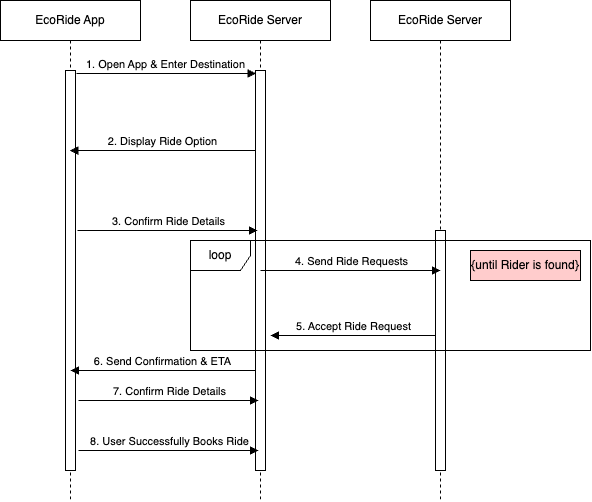 EcoRide App
EcoRide Server
EcoRide Server
1. Open App & Enter Destination
2. Display Ride Option
3. Confirm Ride Details
loop
4. Send Ride Requests
{until Rider is found}
5. Accept Ride Request
6. Send Confirmation & ETA
7. Confirm Ride Details
8. User Successfully Books Ride